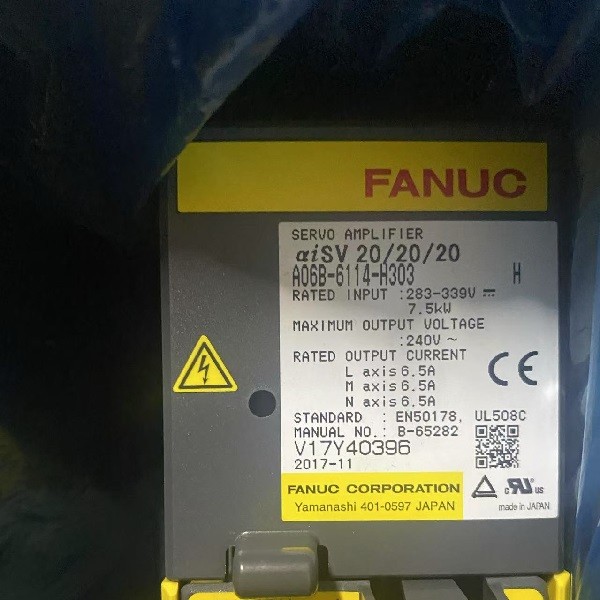 FANUC
SERVO AMPLIFIER
αiSV 20/20/20
A06B-6114-H303 H
RATED INPUT :283-339V ⎓
7.5kW
MAXIMUM OUTPUT VOLTAGE
:240V ~
RATED OUTPUT CURRENT
L axis 6.5A
M axis 6.5A
N axis 6.5A
CE
STANDARD : EN50178, UL508C
MANUAL NO.: B-65282
V17Y40396
2017-11
FANUC CORPORATION
Yamanashi 401-0597 JAPAN
c RU us
made in JAPAN